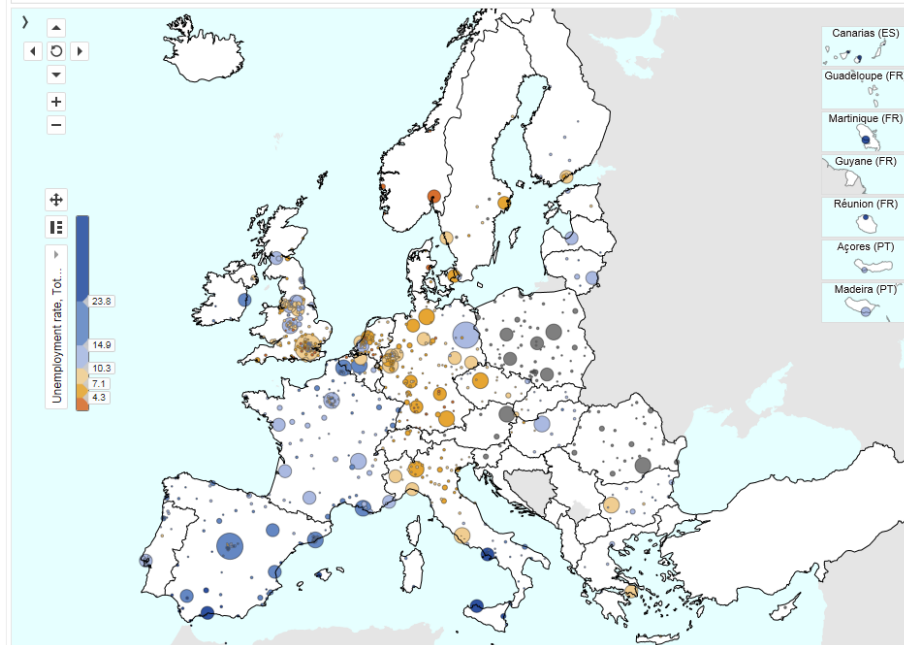 Canarias (ES)
Guadeloupe (FR
Martinique (FR)
Guyane (FR)
Réunion (FR)
Açores (PT)
Madeira (PT)
Unemployment rate, Tot...
23.8
14.9
10.3
7.1
4.3